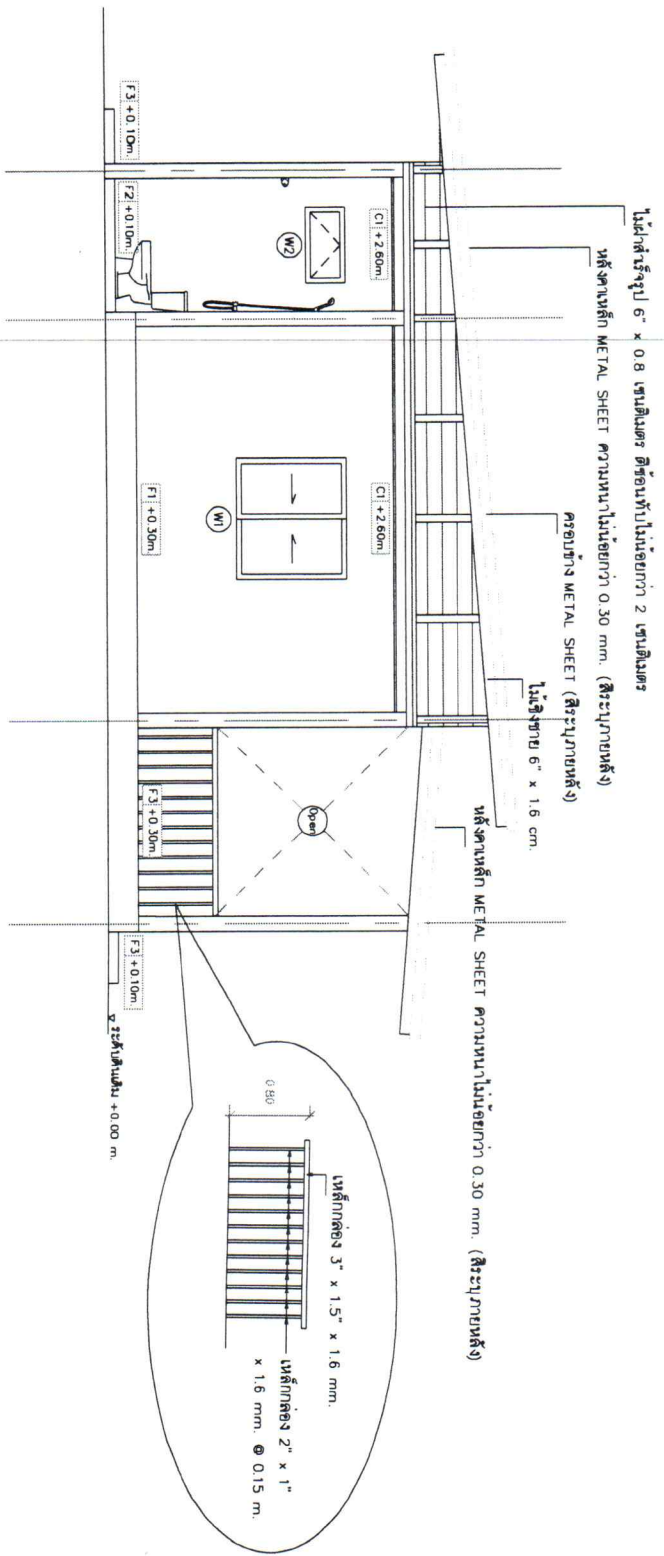 ไม้ฝาสำเร็จรูป 6" x 0.8 เซนติเมตร ตีซ้อนทับไม่น้อยกว่า 2 เซนติเมตร
หลังคาเหล็ก METAL SHEET ความหนาไม่น้อยกว่า 0.30 mm. (สีระบุภายหลัง)
ครอบข้าง METAL SHEET (สีระบุภายหลัง)
ไม้เชิงชาย 6" x 1.6 cm.
หลังคาเหล็ก METAL SHEET ความหนาไม่น้อยกว่า 0.30 mm. (สีระบุภายหลัง)
C1 +2.60m.
C1 +2.60m.
W2
W1
Open
F3 +0.10m.
F2 +0.10m.
F1 +0.30m.
F3 +0.30m.
F3 +0.10m.
ระดับดินเดิม +0.00 m.
0.80
เหล็กกล่อง 3" x 1.5" x 1.6 mm.
เหล็กกล่อง 2" x 1"
x 1.6 mm. @ 0.15 m.